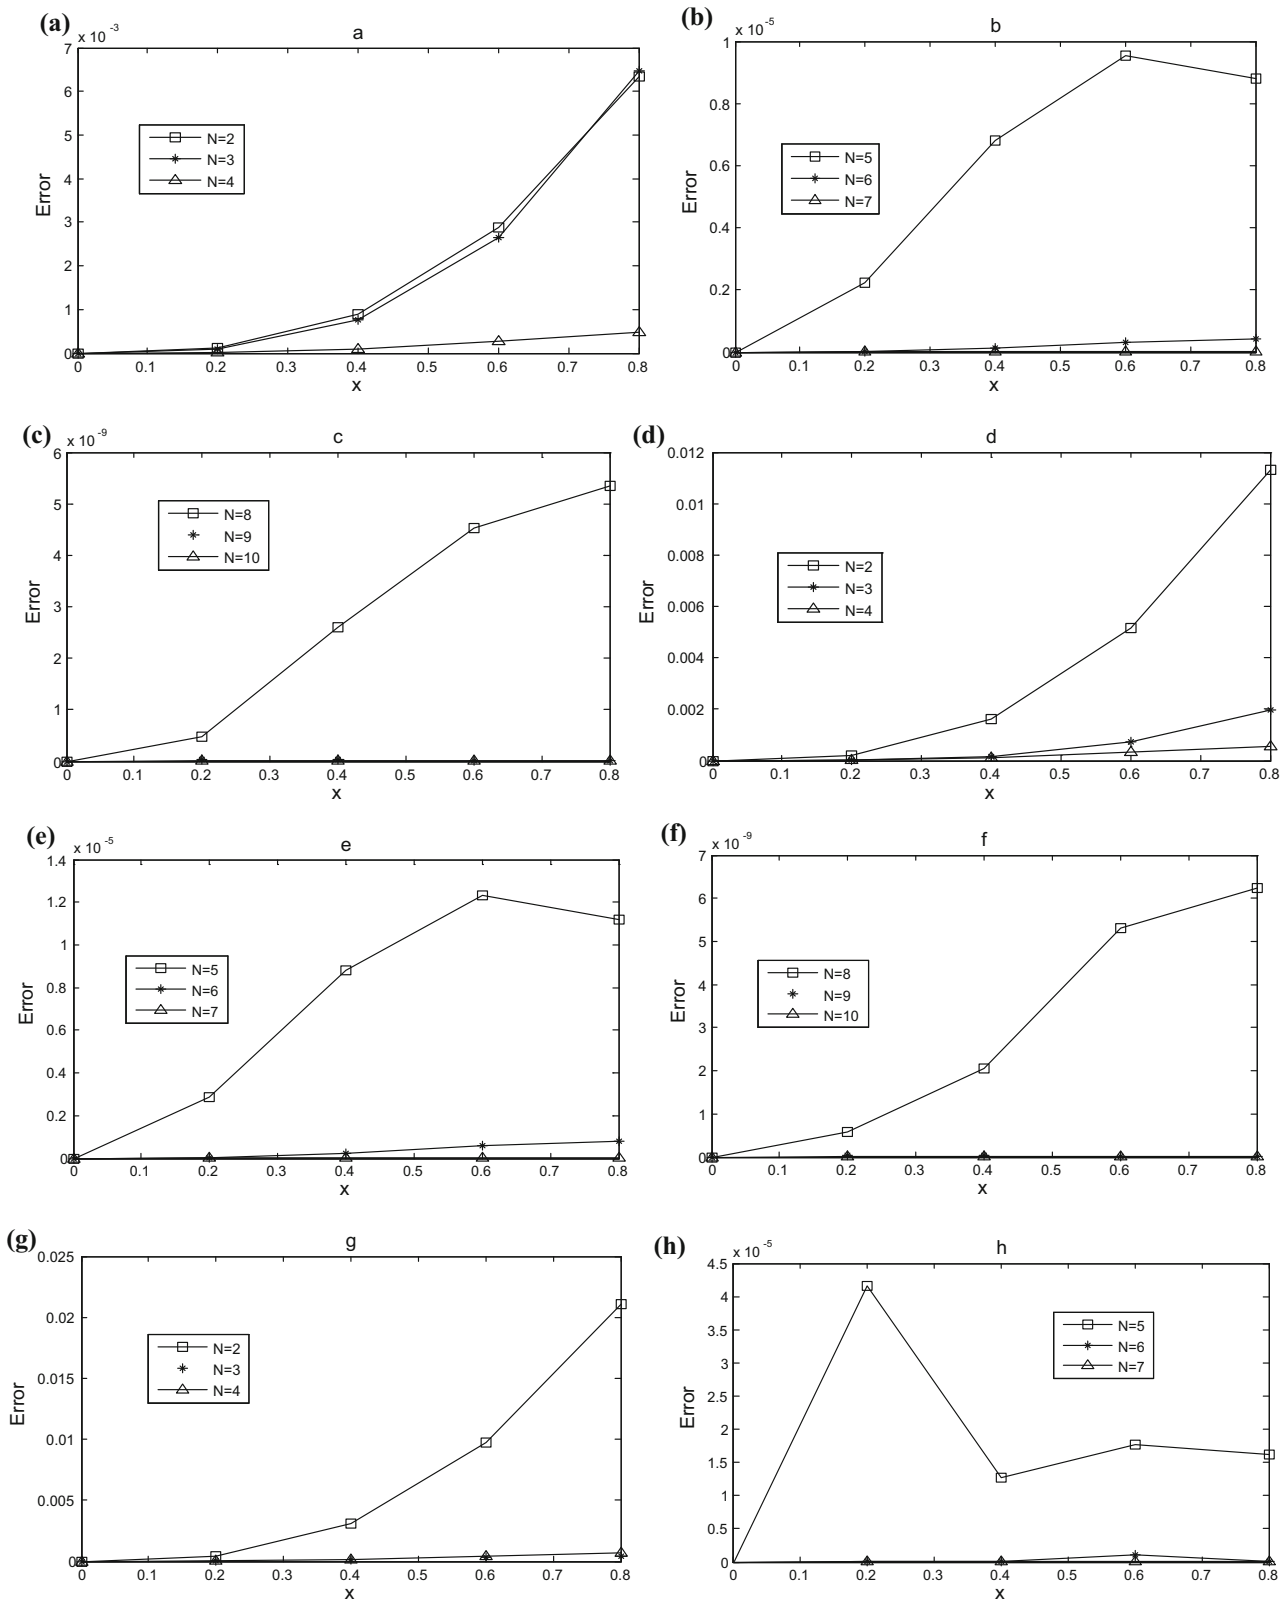 (a)
x 10 -3
a
7
6
5
4
3
2
1
0
Error
N=2
N=3
N=4
0 0.1 0.2 0.3 0.4 0.5 0.6 0.7 0.8
x
(b)
x 10 -5
b
1
0.8
0.6
0.4
0.2
0
Error
N=5
N=6
N=7
0 0.1 0.2 0.3 0.4 0.5 0.6 0.7 0.8
x
(c)
x 10 -9
c
6
5
4
3
2
1
0
Error
N=8
N=9
N=10
0 0.1 0.2 0.3 0.4 0.5 0.6 0.7 0.8
x
(d)
d
0.012
0.01
0.008
0.006
0.004
0.002
0
Error
N=2
N=3
N=4
0 0.1 0.2 0.3 0.4 0.5 0.6 0.7 0.8
x
(e)
x 10 -5
e
1.4
1.2
1
0.8
0.6
0.4
0.2
0
Error
N=5
N=6
N=7
0 0.1 0.2 0.3 0.4 0.5 0.6 0.7 0.8
x
(f)
x 10 -9
f
7
6
5
4
3
2
1
0
Error
N=8
N=9
N=10
0 0.1 0.2 0.3 0.4 0.5 0.6 0.7 0.8
x
(g)
g
0.025
0.02
0.015
0.01
0.005
0
Error
N=2
N=3
N=4
0 0.1 0.2 0.3 0.4 0.5 0.6 0.7 0.8
x
(h)
x 10 -5
h
4.5
4
3.5
3
2.5
2
1.5
1
0.5
0
Error
N=5
N=6
N=7
0 0.1 0.2 0.3 0.4 0.5 0.6 0.7 0.8
x